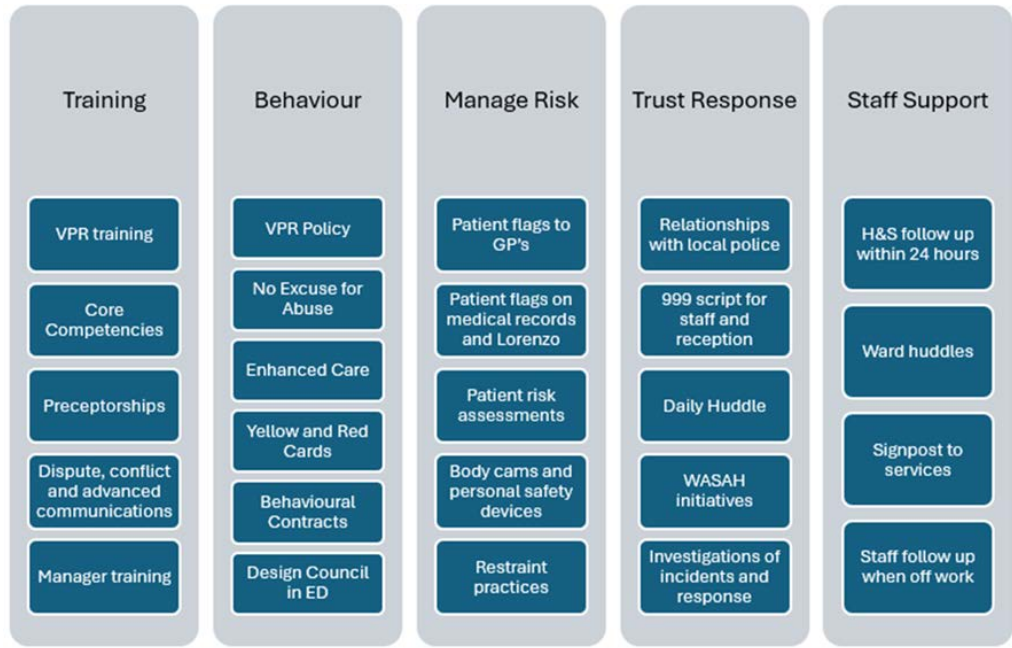 Training
VPR training
Core
Competencies
Preceptorships
Dispute, conflict
and advanced
communications
Manager training
Behaviour
VPR Policy
No Excuse for
Abuse
Enhanced Care
Yellow and Red
Cards
Behavioural
Contracts
Design Council
in ED
Manage Risk
Patient flags to
GP's
Patient flags on
medical records
and Lorenzo
Patient risk
assessments
Body cams and
personal safety
devices
Restraint
practices
Trust Response
Relationships
with local police
999 script for
staff and
reception
Daily Huddle
WASAH
initiatives
Investigations of
incidents and
response
Staff Support
H&S follow up
within 24 hours
Ward huddles
Signpost to
services
Staff follow up
when off work